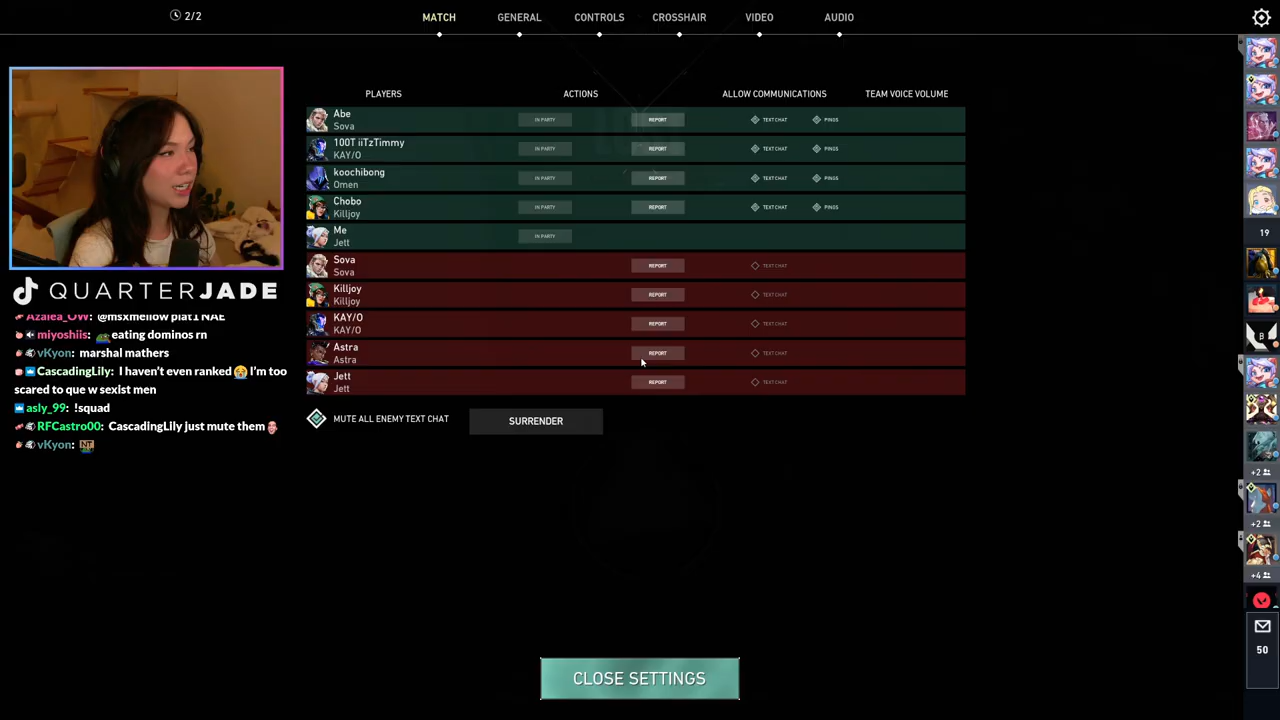 2/2
MATCH
GENERAL
CONTROLS
CROSSHAIR
VIDEO
AUDIO
PLAYERS
ACTIONS
ALLOW COMMUNICATIONS
TEAM VOICE VOLUME
Abe
Sova
IN PARTY
REPORT
TEXT CHAT
PINGS
100T iiTzTimmy
KAY/O
IN PARTY
REPORT
TEXT CHAT
PINGS
koochibong
Omen
IN PARTY
REPORT
TEXT CHAT
PINGS
Chobo
Killjoy
IN PARTY
REPORT
TEXT CHAT
PINGS
Me
Jett
IN PARTY
Sova
Sova
REPORT
TEXT CHAT
Killjoy
Killjoy
REPORT
TEXT CHAT
KAY/O
KAY/O
REPORT
TEXT CHAT
Astra
Astra
REPORT
TEXT CHAT
Jett
Jett
REPORT
TEXT CHAT
MUTE ALL ENEMY TEXT CHAT
SURRENDER
CLOSE SETTINGS
QUARTERJADE
Azalea_OW: @msxmellow plat1 NAE
miyoshiis: eating dominos rn
vKyon: marshal mathers
CascadingLily: I haven't even ranked 😭 I'm too
scared to que w sexist men
asly_99: !squad
RFCastro00: CascadingLily just mute them
vKyon: NT
19
+2
+2
+4
50